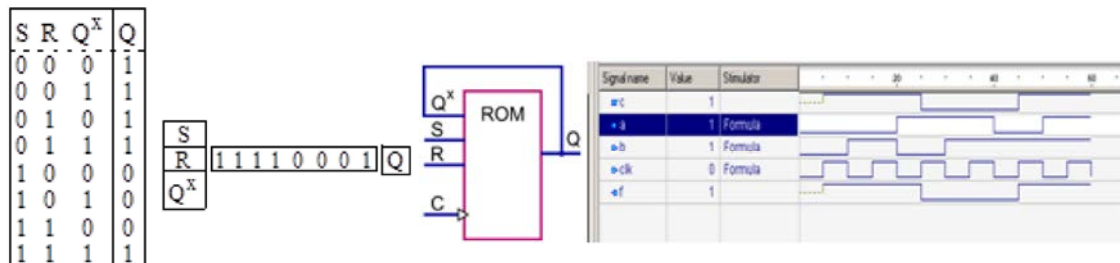 S R Q^X Q
0 0 0 1
0 0 1 1
0 1 0 1
0 1 1 1
1 0 0 0
1 0 1 0
1 1 0 0
1 1 1 1
S
R 1 1 1 1 0 0 0 1 Q
Q^X
Q^X ROM
S
R
C
Q
Signal name Value Stimulator 20 40 60
c 1
a 1 Formula
b 1 Formula
clk 0 Formula
f 1